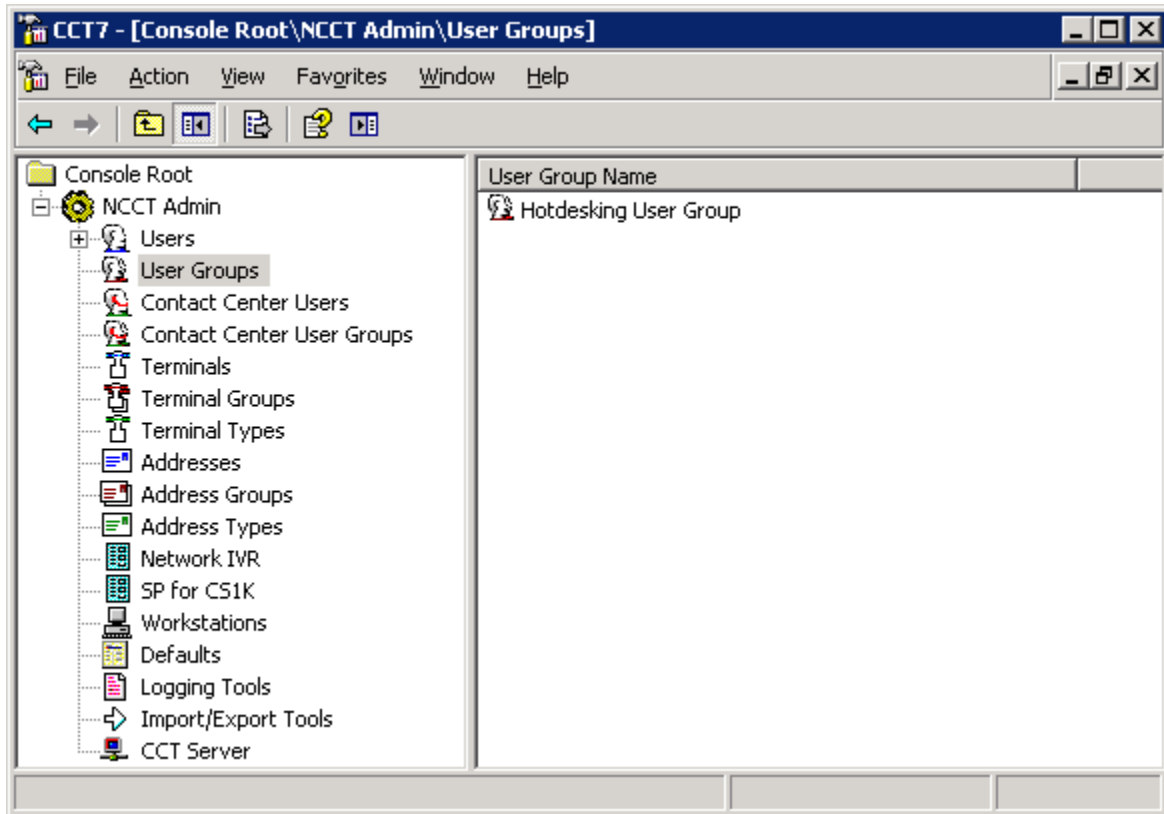 CCT7 - [Console Root\NCCT Admin\User Groups]
File Action View Favorites Window Help
Console Root
NCCT Admin
Users
User Groups
Contact Center Users
Contact Center User Groups
Terminals
Terminal Groups
Terminal Types
Addresses
Address Groups
Address Types
Network IVR
SP for CS1K
Workstations
Defaults
Logging Tools
Import/Export Tools
CCT Server
User Group Name
Hotdesking User Group